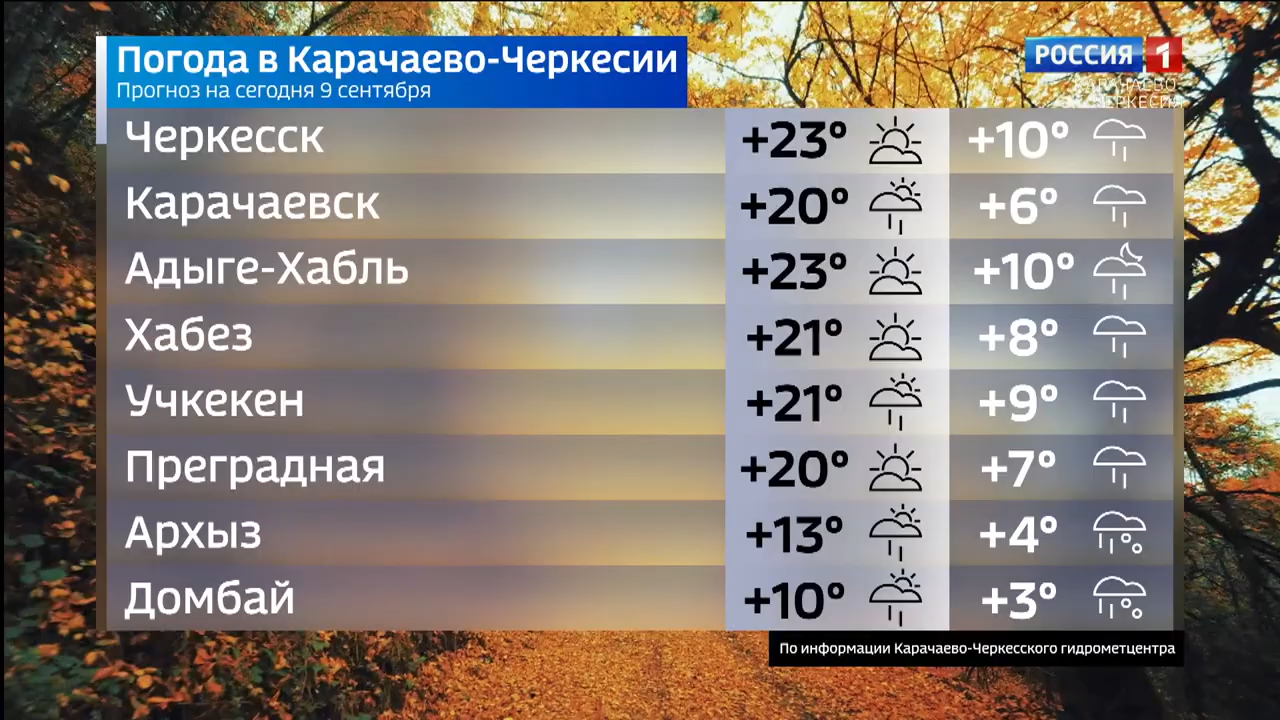 Погода в Карачаево-Черкесии
Прогноз на сегодня 9 сентября
РОССИЯ 1
КАРАЧАЕВО-
ЧЕРКЕСИЯ
Черкесск +23° +10°
Карачаевск +20° +6°
Адыге-Хабль +23° +10°
Хабез +21° +8°
Учкекен +21° +9°
Преградная +20° +7°
Архыз +13° +4°
Домбай +10° +3°
По информации Карачаево-Черкесского гидрометцентра